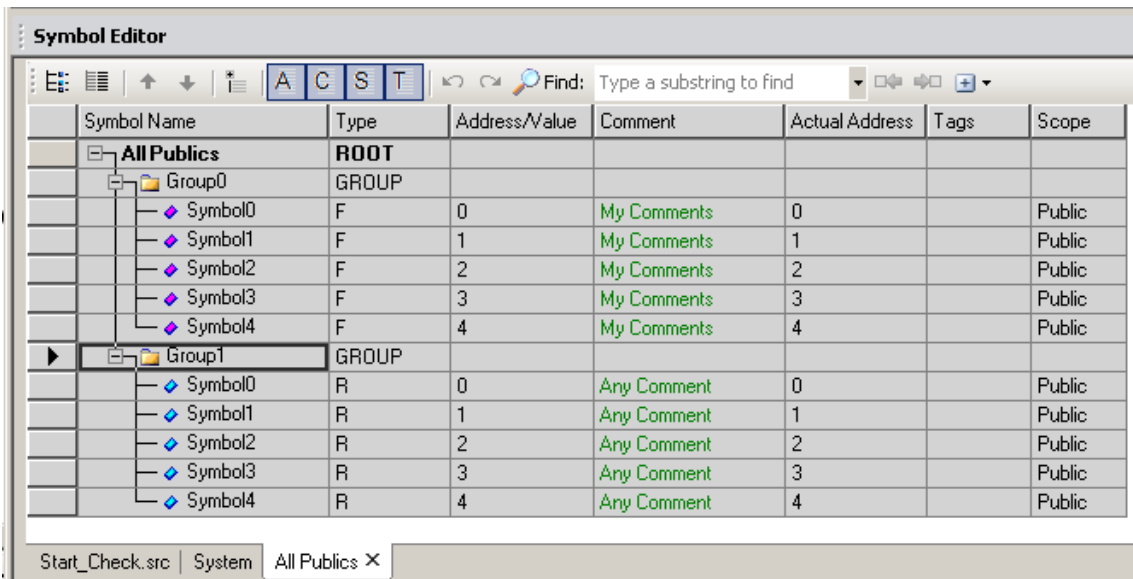 Symbol Editor
A C S T Find: Type a substring to find
Symbol Name Type Address/Value Comment Actual Address Tags Scope
All Publics ROOT
Group0 GROUP
Symbol0 F 0 My Comments 0 Public
Symbol1 F 1 My Comments 1 Public
Symbol2 F 2 My Comments 2 Public
Symbol3 F 3 My Comments 3 Public
Symbol4 F 4 My Comments 4 Public
Group1 GROUP
Symbol0 R 0 Any Comment 0 Public
Symbol1 R 1 Any Comment 1 Public
Symbol2 R 2 Any Comment 2 Public
Symbol3 R 3 Any Comment 3 Public
Symbol4 R 4 Any Comment 4 Public
Start_Check.src System All Publics